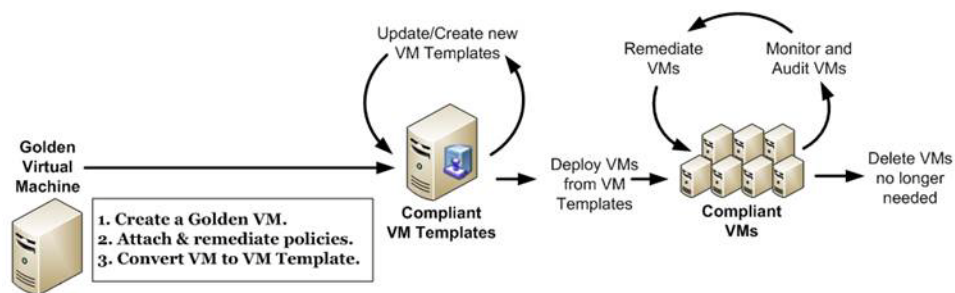 Golden
Virtual
Machine
1. Create a Golden VM.
2. Attach & remediate policies.
3. Convert VM to VM Template.
Update/Create new
VM Templates
Compliant
VM Templates
Deploy VMs
from VM
Templates
Remediate
VMs
Monitor and
Audit VMs
Compliant
VMs
Delete VMs
no longer
needed